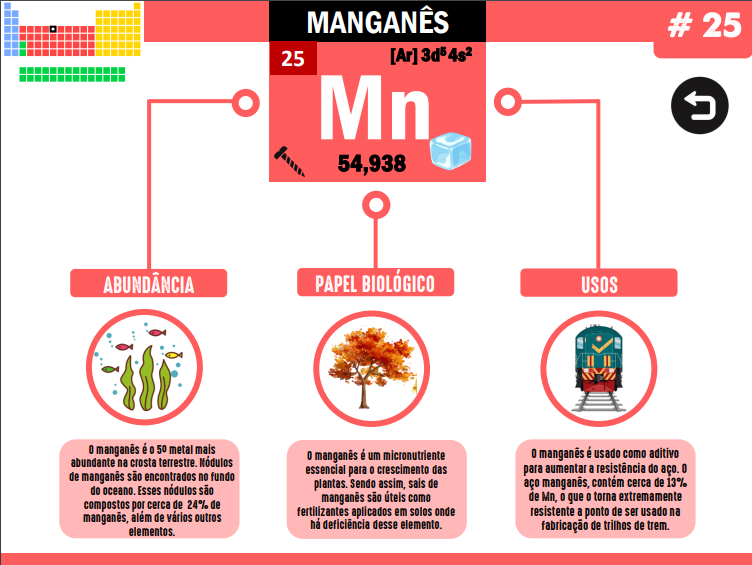 MANGANÊS
# 25
25
[Ar] 3d⁵ 4s²
Mn
54,938
ABUNDÂNCIA
PAPEL BIOLÓGICO
USOS
O manganês é o 5º metal mais
abundante na crosta terrestre. Nódulos
de manganês são encontrados no fundo
do oceano. Esses nódulos são
compostos por cerca de 24% de
manganês, além de vários outros
elementos.
O manganês é um micronutriente
essencial para o crescimento das
plantas. Sendo assim, sais de
manganês são úteis como
fertilizantes aplicados em solos onde
há deficiência desse elemento.
O manganês é usado como aditivo
para aumentar a resistência do aço. O
aço manganês, contém cerca de 13%
de Mn, o que o torna extremamente
resistente a ponto de ser usado na
fabricação de trilhos de trem.